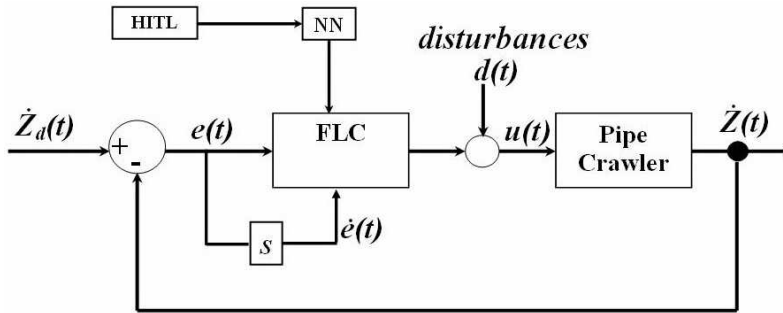 HITL
NN
disturbances
d(t)
Ż_d(t)
+
-
e(t)
FLC
u(t)
Pipe
Crawler
Ż(t)
s
ė(t)